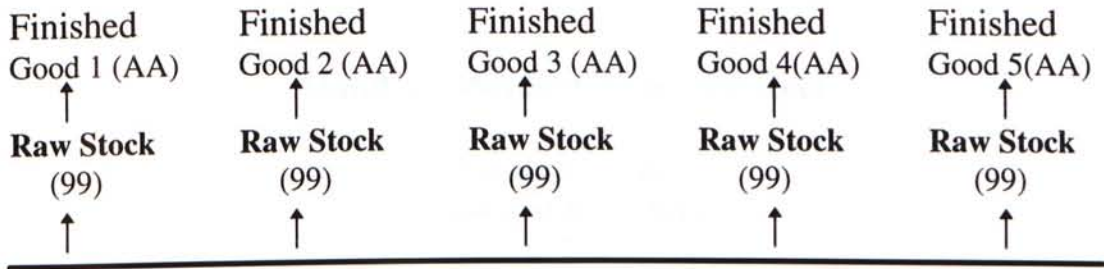 Finished Finished Finished Finished Finished
Good 1 (AA) Good 2 (AA) Good 3 (AA) Good 4(AA) Good 5(AA)
Raw Stock Raw Stock Raw Stock Raw Stock Raw Stock
(99) (99) (99) (99) (99)